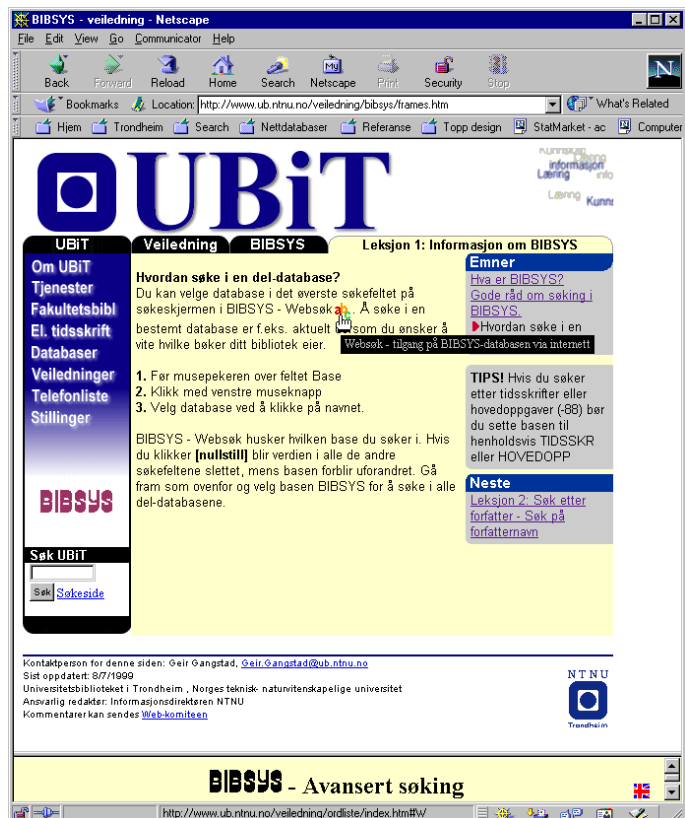 BIBSYS - veiledning - Netscape
File Edit View Go Communicator Help
Back Forward Reload Home Search Netscape Print Security Stop
Bookmarks Location: http://www.ub.ntnu.no/veiledning/bibsys/frames.htm What's Related
Hjem Trondheim Search Nettdatabaser Referanse Topp design StatMarket - ac Computer
UBiT
informasjon
Læring info
Læring Kunns
UBiT Veiledning BIBSYS Leksjon 1: Informasjon om BIBSYS
Om UBiT
Tjenester
Fakultetsbibl
El. tidsskrift
Databaser
Veiledninger
Telefonliste
Stillinger
BIBSYS
Søk UBiT
Søk Søkeside
Hvordan søke i en del-database?
Du kan velge database i det øverste søkefeltet på
søkeskjermen i BIBSYS - Websøk . Å søke i en
bestemt database er f.eks. aktuelt som du ønsker å
vite hvilke bøker ditt bibliotek eier.
Websøk - tilgang på BIBSYS-databasen via internett
1. Før musepekeren over feltet Base
2. Klikk med venstre museknapp
3. Velg database ved å klikke på navnet.
BIBSYS - Websøk husker hvilken base du søker i. Hvis
du klikker [nullstill] blir verdien i alle de andre
søkefeltene slettet, mens basen forblir uforandret. Gå
fram som ovenfor og velg basen BIBSYS for å søke i alle
del-databasene.
Emner
Hva er BIBSYS?
Gode råd om søking i
BIBSYS.
Hvordan søke i en
TIPS! Hvis du søker
etter tidsskrifter eller
hovedoppgaver (-88) bør
du sette basen til
henholdsvis TIDSSKR
eller HOVEDOPP
Neste
Leksjon 2: Søk etter
forfatter - Søk på
forfatternavn
Kontaktperson for denne siden: Geir Gangstad, Geir.Gangstad@ub.ntnu.no
Sist oppdatert: 8/7/1999
Universitetsbiblioteket i Trondheim , Norges teknisk- naturvitenskapelige universitet
Ansvarlig redaktør: Informasjonsdirektøren NTNU
Kommentarer kan sendes Web-komiteen
NTNU
Trondheim
BIBSYS - Avansert søking
http://www.ub.ntnu.no/veiledning/ordliste/index.htm#W